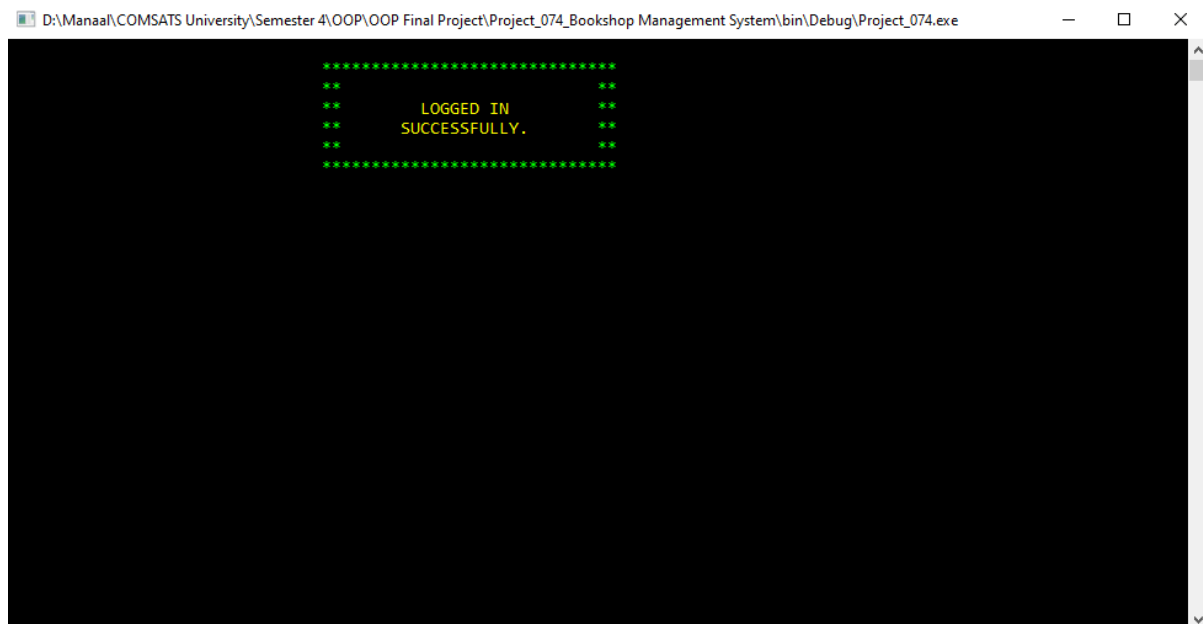 D:\Manaal\COMSATS University\Semester 4\OOP\OOP Final Project\Project_074_Bookshop Management System\bin\Debug\Project_074.exe
******************************
** **
** LOGGED IN **
** SUCCESSFULLY. **
** **
******************************